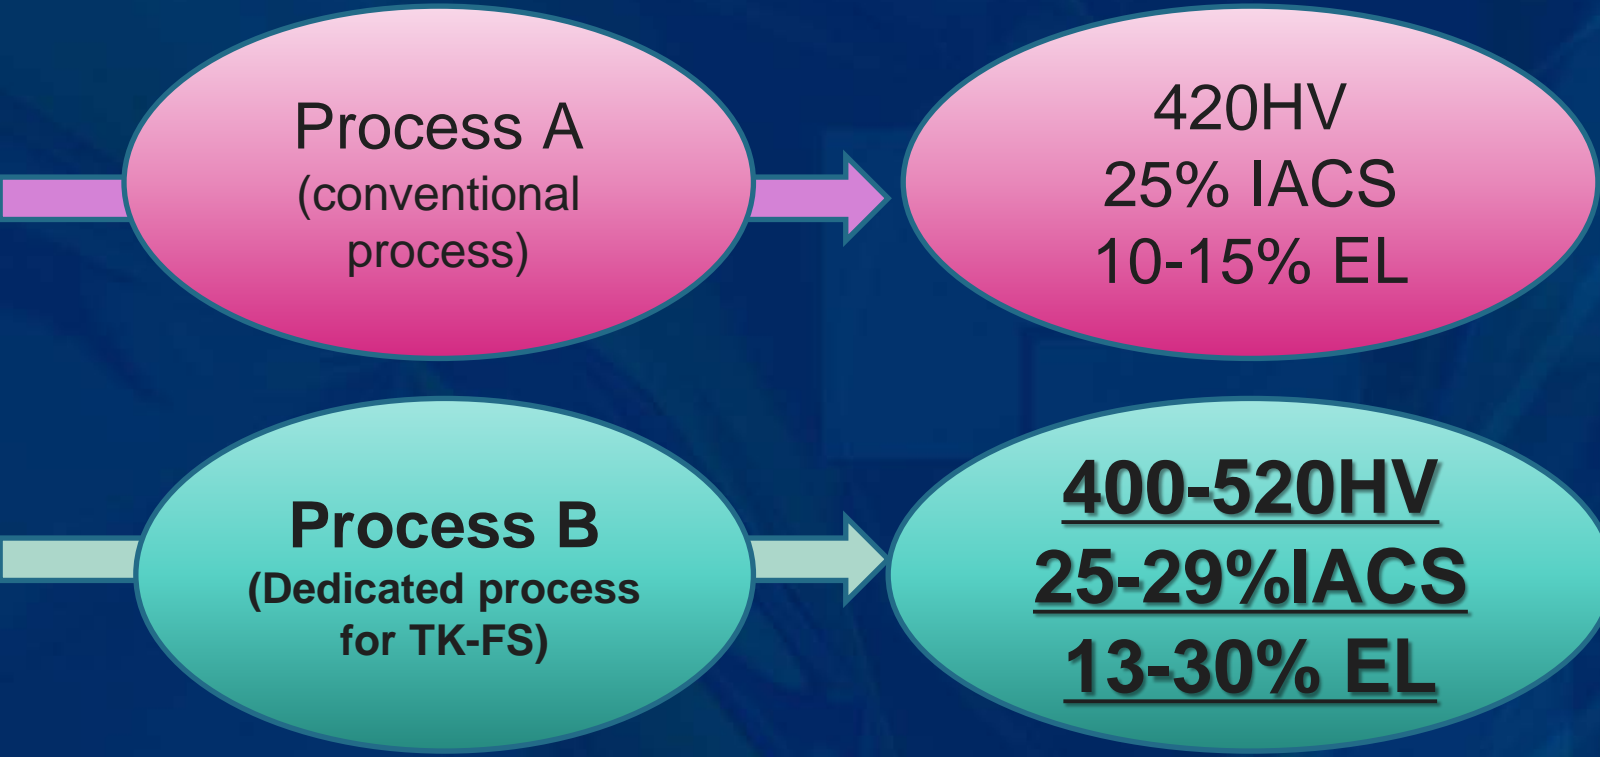 Process A
(conventional
process)
420HV
25% IACS
10-15% EL
Process B
(Dedicated process
for TK-FS)
400-520HV
25-29%IACS
13-30% EL